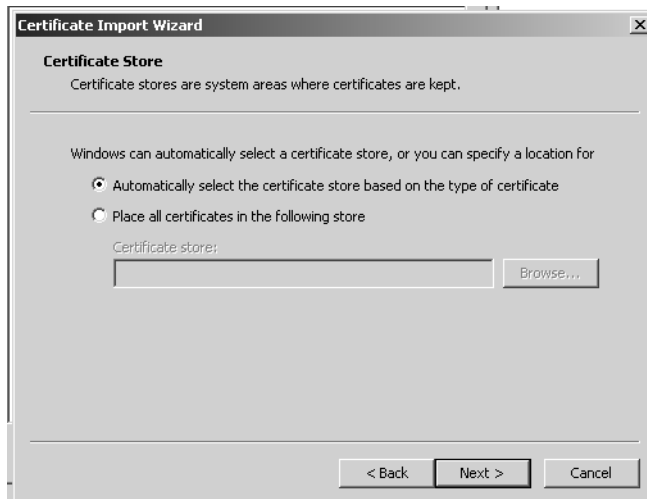 Certificate Import Wizard
Certificate Store
Certificate stores are system areas where certificates are kept.
Windows can automatically select a certificate store, or you can specify a location for
Automatically select the certificate store based on the type of certificate
Place all certificates in the following store
Certificate store:
Browse...
< Back Next > Cancel